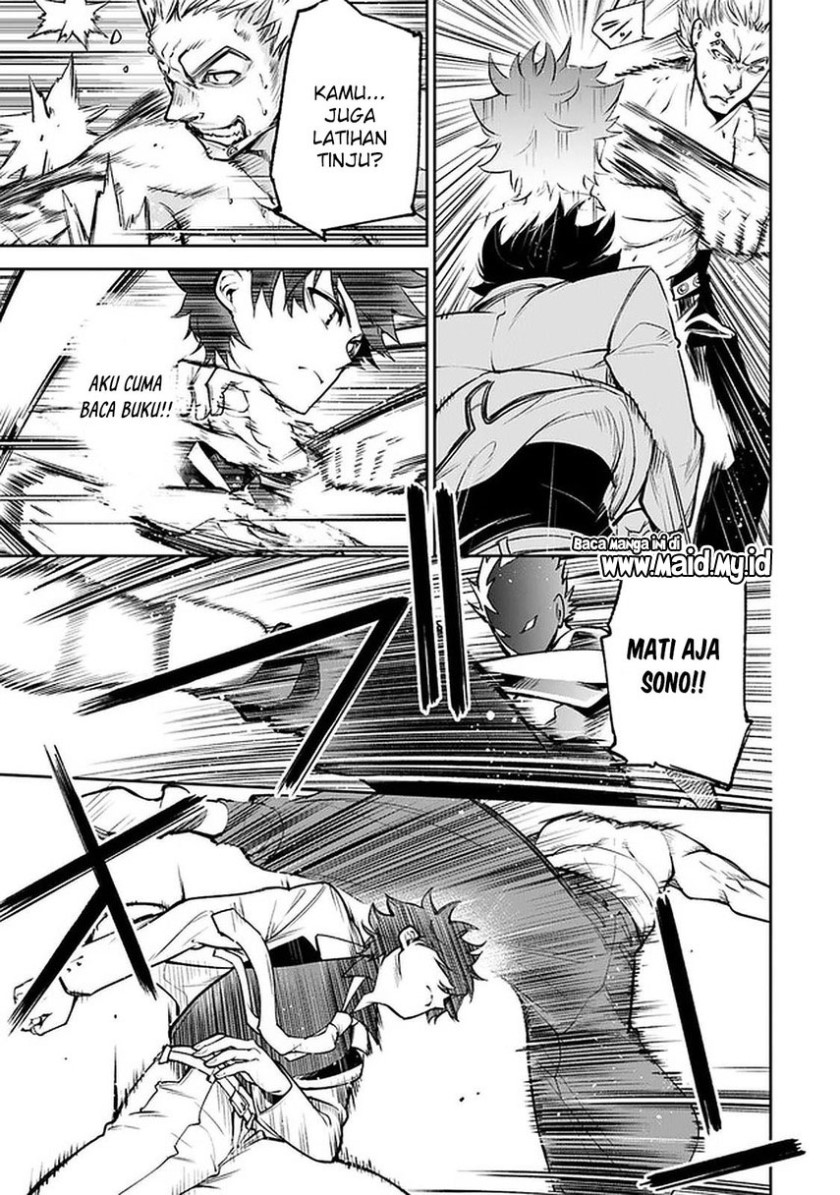 KAMU...
JUGA
LATIHAN
TINJU?
AKU CUMA
BACA BUKU!!
Baca Manga ini di
www.Maid.My.id
MATI AJA
SONO!!